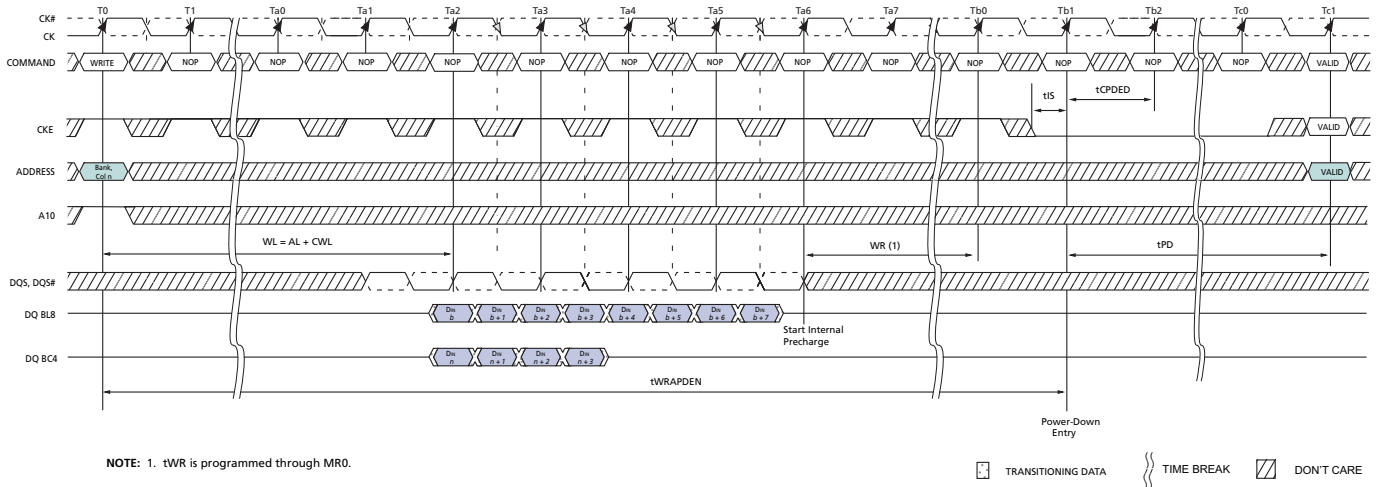 T0 T1 Ta0 Ta1 Ta2 Ta3 Ta4 Ta5 Ta6 Ta7 Tb0 Tb1 Tb2 Tc0 Tc1
CK#
CK
COMMAND WRITE NOP NOP NOP NOP NOP NOP NOP NOP NOP NOP NOP NOP NOP VALID
tIS tCPDED
CKE VALID
ADDRESS Bank, Col n VALID
A10
WL = AL + CWL WR (1) tPD
DQS, DQS#
DQ BL8 DIN b DIN b + 1 DIN b + 2 DIN b + 3 DIN b + 4 DIN b + 5 DIN b + 6 DIN b + 7
Start Internal
Precharge
DQ BC4 DIN n DIN n + 1 DIN n + 2 DIN n + 3
tWRAPDEN
Power-Down
Entry
NOTE: 1. tWR is programmed through MR0.
TRANSITIONING DATA TIME BREAK DON'T CARE